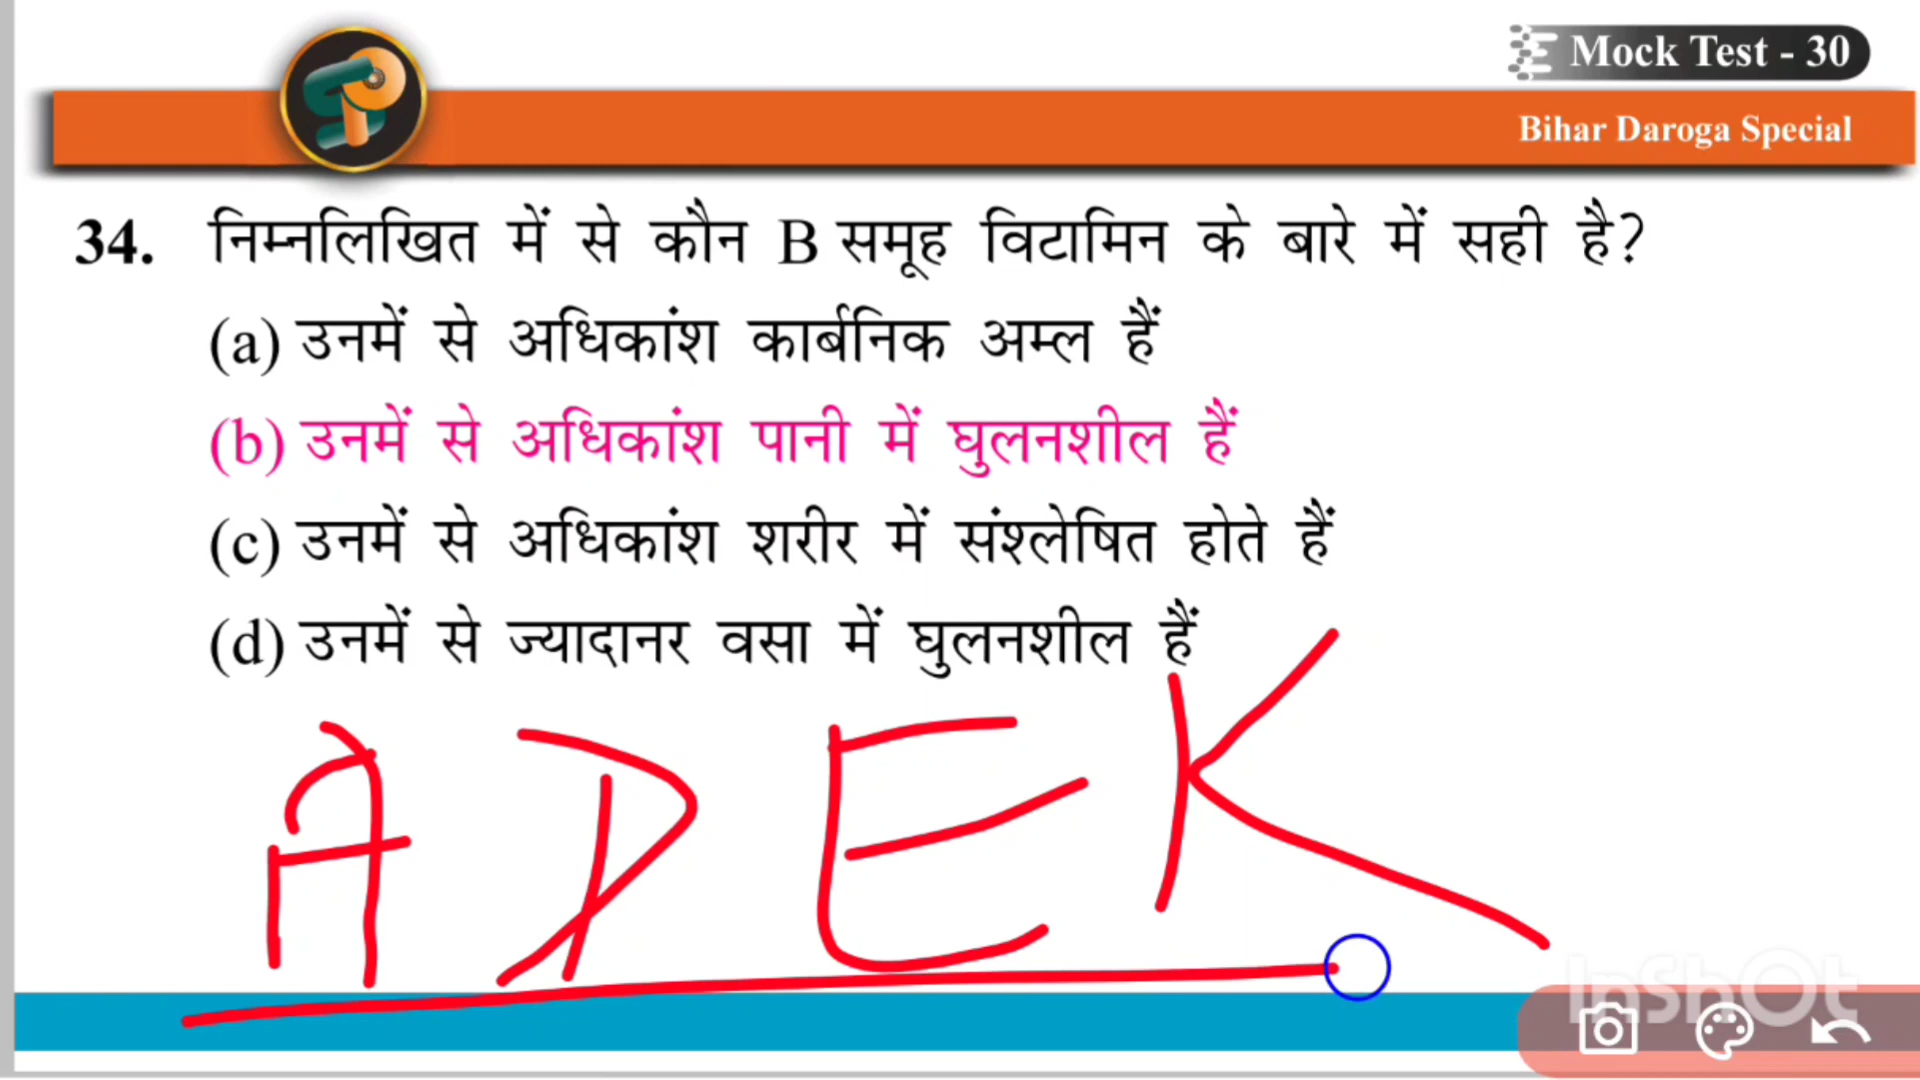 Mock Test - 30
Bihar Daroga Special
34. निम्नलिखित में से कौन B समूह विटामिन के बारे में सही है?
(a) उनमें से अधिकांश कार्बनिक अम्ल हैं
(b) उनमें से अधिकांश पानी में घुलनशील हैं
(c) उनमें से अधिकांश शरीर में संश्लेषित होते हैं
(d) उनमें से ज्यादानर वसा में घुलनशील हैं
A D E K
InShOt